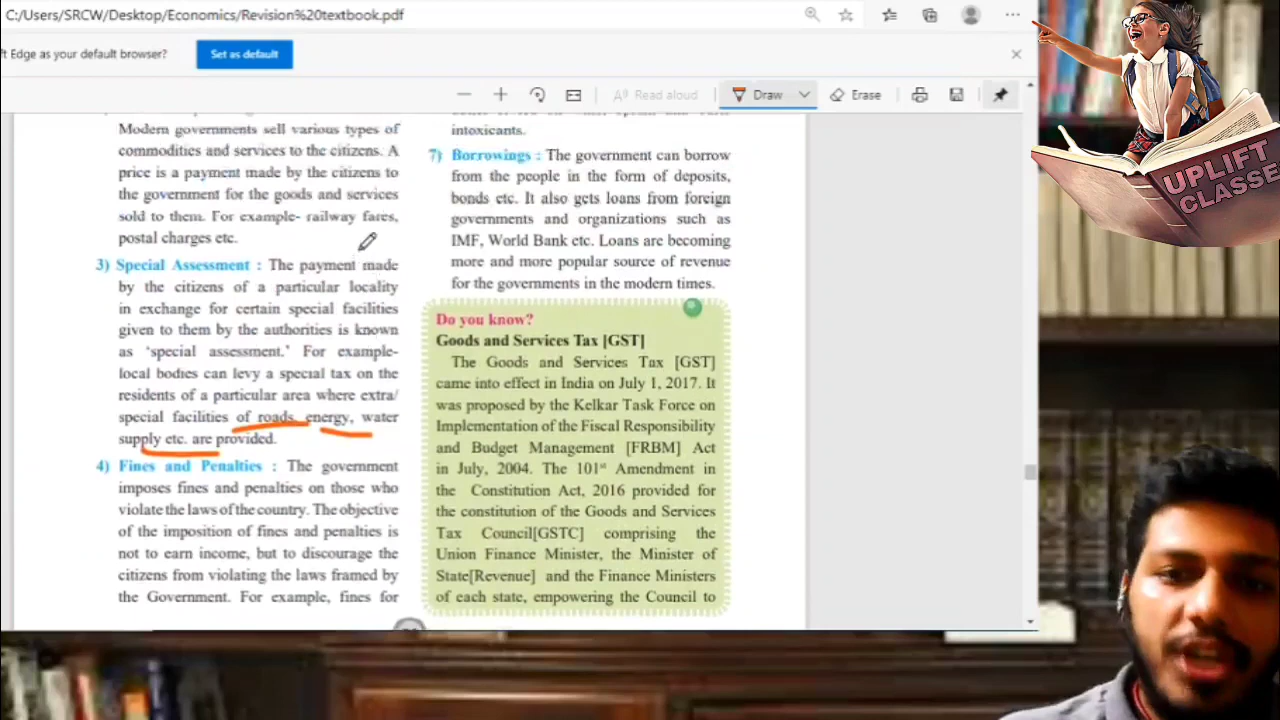 C:/Users/SRCW/Desktop/Economics/Revision%20textbook.pdf
ft Edge as your default browser?
Set as default
Read aloud
Draw
Erase
Modern governments sell various types of
commodities and services to the citizens. A
price is a payment made by the citizens to
the government for the goods and services
sold to them. For example- railway fares,
postal charges etc.
3) Special Assessment : The payment made
by the citizens of a particular locality
in exchange for certain special facilities
given to them by the authorities is known
as ‘special assessment.’ For example-
local bodies can levy a special tax on the
residents of a particular area where extra/
special facilities of roads, energy, water
supply etc. are provided.
4) Fines and Penalties : The government
imposes fines and penalties on those who
violate the laws of the country. The objective
of the imposition of fines and penalties is
not to earn income, but to discourage the
citizens from violating the laws framed by
the Government. For example, fines for
intoxicants.
7) Borrowings : The government can borrow
from the people in the form of deposits,
bonds etc. It also gets loans from foreign
governments and organizations such as
IMF, World Bank etc. Loans are becoming
more and more popular source of revenue
for the governments in the modern times.
Do you know?
Goods and Services Tax [GST]
The Goods and Services Tax [GST]
came into effect in India on July 1, 2017. It
was proposed by the Kelkar Task Force on
Implementation of the Fiscal Responsibility
and Budget Management [FRBM] Act
in July, 2004. The 101st Amendment in
the Constitution Act, 2016 provided for
the constitution of the Goods and Services
Tax Council[GSTC] comprising the
Union Finance Minister, the Minister of
State[Revenue] and the Finance Ministers
of each state, empowering the Council to
UPLIFT
CLASSE